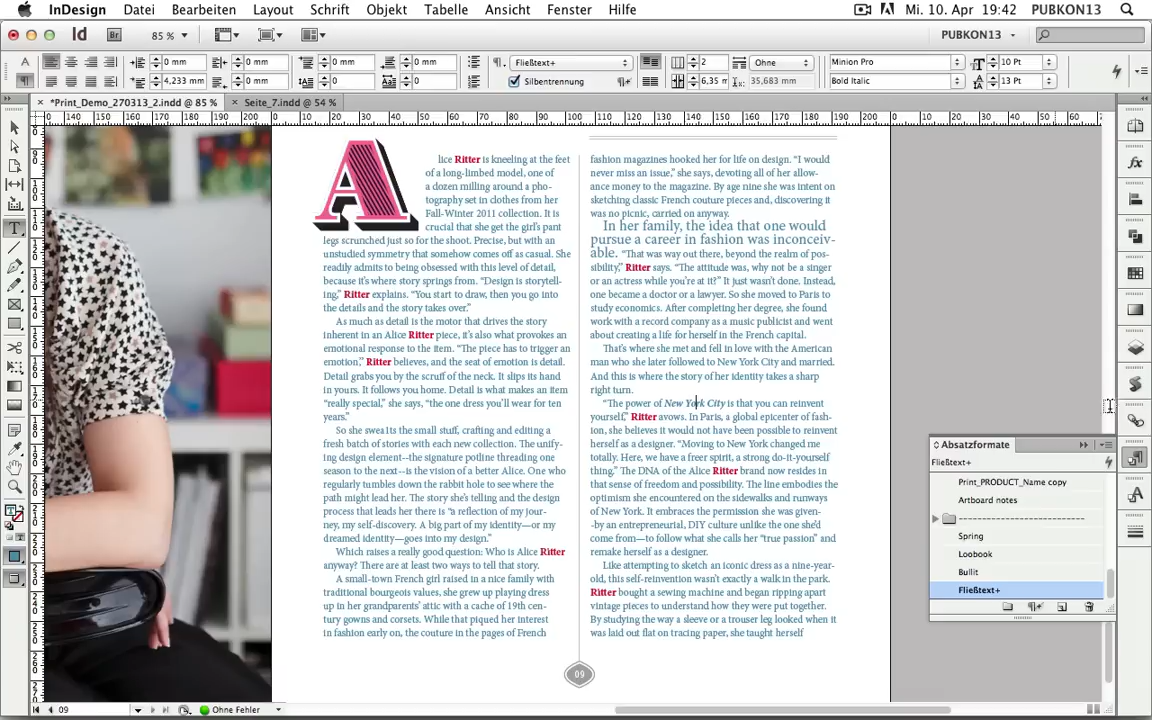 InDesign Datei Bearbeiten Layout Schrift Objekt Tabelle Ansicht Fenster Hilfe Mi. 10. Apr 19:42 PUBKON13
Id Br 85 % PUBKON13
A 0 mm 0 mm 0 mm 0 mm Fließtext+ 2 Ohne Minion Pro 10 Pt
4,233 mm 0 mm 0 0 Silbentrennung 6,35 m 35,683 mm Bold Italic 13 Pt
*Print_Demo_270313_2.indd @ 85 % Seite_7.indd @ 54 %
A
lice Ritter is kneeling at the feet
of a long-limbed model, one of
a dozen milling around a pho-
tography set in clothes from her
Fall-Winter 2011 collection. It is
crucial that she get the girl's pant
legs scrunched just so for the shoot. Precise, but with an
unstudied symmetry that somehow comes off as casual. She
readily admits to being obsessed with this level of detail,
because it's where story springs from. "Design is storytell-
ing," Ritter explains. "You start to draw, then you go into
the details and the story takes over."
As much as detail is the motor that drives the story
inherent in an Alice Ritter piece, it's also what provokes an
emotional response to the item. "The piece has to trigger an
emotion," Ritter believes, and the seat of emotion is detail.
Detail grabs you by the scruff of the neck. It slips its hand
in yours. It follows you home. Detail is what makes an item
"really special," she says, "the one dress you'll wear for ten
years."
So she sweats the small stuff, crafting and editing a
fresh batch of stories with each new collection. The unify-
ing design element--the signature potline threading one
season to the next--is the vision of a better Alice. One who
regularly tumbles down the rabbit hole to see where the
path might lead her. The story she's telling and the design
process that leads her there is "a reflection of my jour-
ney, my self-discovery. A big part of my identity—or my
dreamed identity—goes into my design."
Which raises a really good question: Who is Alice Ritter
anyway? There are at least two ways to tell that story.
A small-town French girl raised in a nice family with
traditional bourgeois values, she grew up playing dress
up in her grandparents' attic with a cache of 19th cen-
tury gowns and corsets. While that piqued her interest
in fashion early on, the couture in the pages of French
fashion magazines hooked her for life on design. "I would
never miss an issue," she says, devoting all of her allow-
ance money to the magazine. By age nine she was intent on
sketching classic French couture pieces and, discovering it
was no picnic, carried on anyway.
In her family, the idea that one would
pursue a career in fashion was inconceiv-
able. "That was way out there, beyond the realm of pos-
sibility," Ritter says. "The attitude was, why not be a singer
or an actress while you're at it?" It just wasn't done. Instead,
one became a doctor or a lawyer. So she moved to Paris to
study economics. After completing her degree, she found
work with a record company as a music publicist and went
about creating a life for herself in the French capital.
That's where she met and fell in love with the American
man who she later followed to New York City and married.
And this is where the story of her identity takes a sharp
right turn.
"The power of New York City is that you can reinvent
yourself," Ritter avows. In Paris, a global epicenter of fash-
ion, she believes it would not have been possible to reinvent
herself as a designer. "Moving to New York changed me
totally. Here, we have a freer spirit, a strong do-it-yourself
thing." The DNA of the Alice Ritter brand now resides in
that sense of freedom and possibility. The line embodies the
optimism she encountered on the sidewalks and runways
of New York. It embraces the permission she was given-
-by an entrepreneurial, DIY culture unlike the one she'd
come from—to follow what she calls her "true passion" and
remake herself as a designer.
Like attempting to sketch an iconic dress as a nine-year-
old, this self-reinvention wasn't exactly a walk in the park.
Ritter bought a sewing machine and began ripping apart
vintage pieces to understand how they were put together.
By studying the way a sleeve or a trouser leg looked when it
was laid out flat on tracing paper, she taught herself
09
Absatzformate
Fließtext+
Print_PRODUCT_Name copy
Artboard notes
----------------------------
Spring
Loobook
Bullit
Fließtext+
09 Ohne Fehler